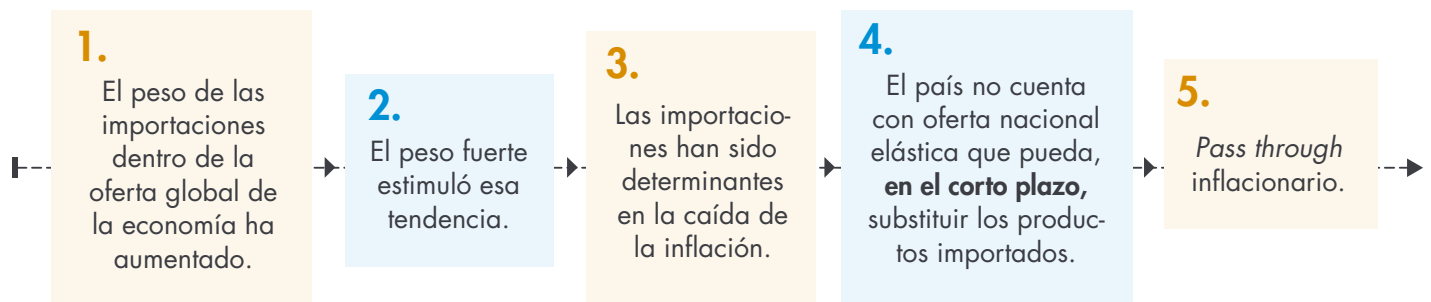 1.
El peso de las
importaciones
dentro de la
oferta global de
la economía ha
aumentado.
2.
El peso fuerte
estimuló esa
tendencia.
3.
Las importacio-
nes han sido
determinantes
en la caída de
la inflación.
4.
El país no cuenta
con oferta nacional
elástica que pueda,
en el corto plazo,
substituir los produc-
tos importados.
5.
Pass through
inflacionario.